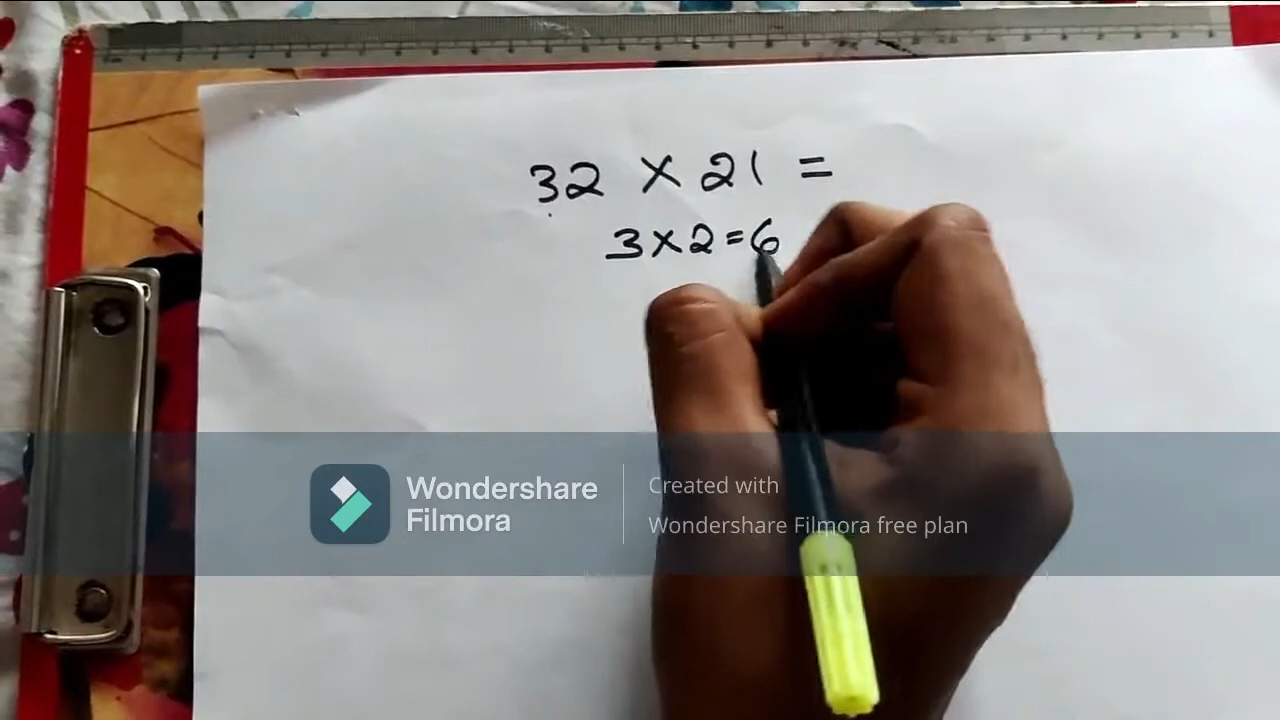 32 × 21 =
3×2=6
Wondershare
Filmora
Created with
Wondershare Filmora free plan